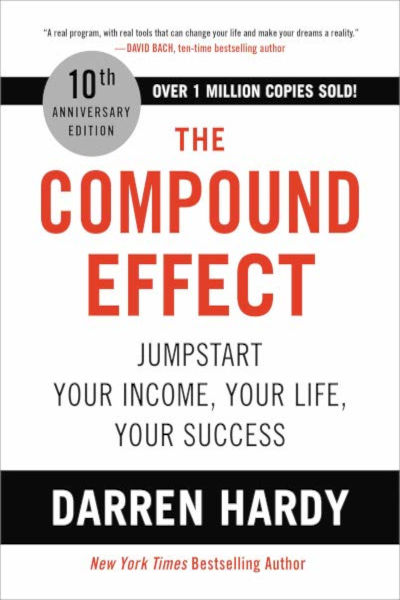 "A real program, with real tools that can change your life and make your dreams a reality."
—DAVID BACH, ten-time bestselling author
10th
ANNIVERSARY
EDITION
OVER 1 MILLION COPIES SOLD!
THE
COMPOUND
EFFECT
JUMPSTART
YOUR INCOME, YOUR LIFE,
YOUR SUCCESS
DARREN HARDY
New York Times Bestselling Author